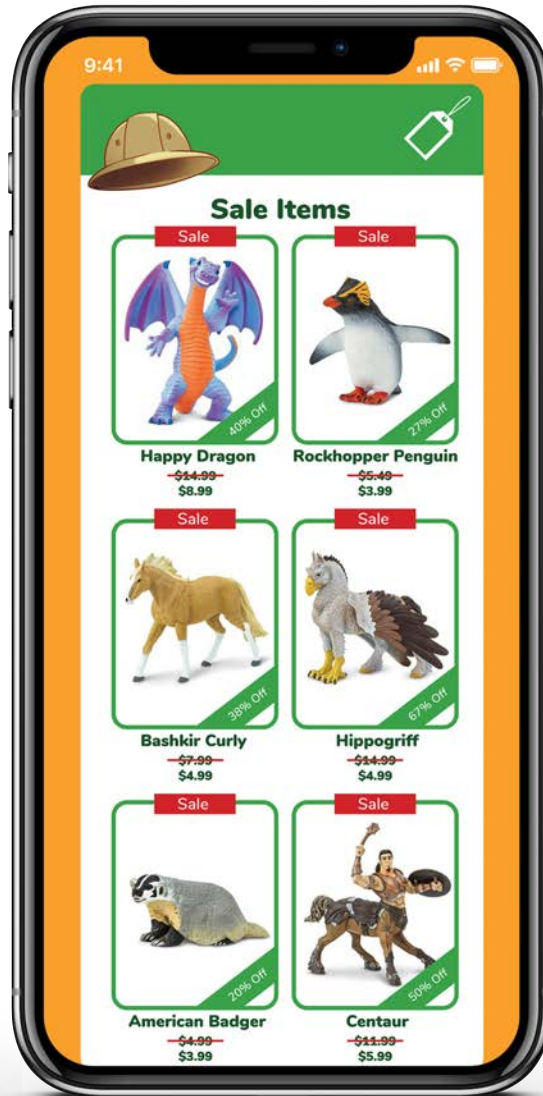 9:41
Sale Items
Sale
40% Off
Happy Dragon
$14.99
$8.99
Sale
27% Off
Rockhopper Penguin
$5.49
$3.99
Sale
38% Off
Bashkir Curly
$7.99
$4.99
Sale
67% Off
Hippogriff
$14.99
$4.99
Sale
20% Off
American Badger
$4.99
$3.99
Sale
50% Off
Centaur
$11.99
$5.99